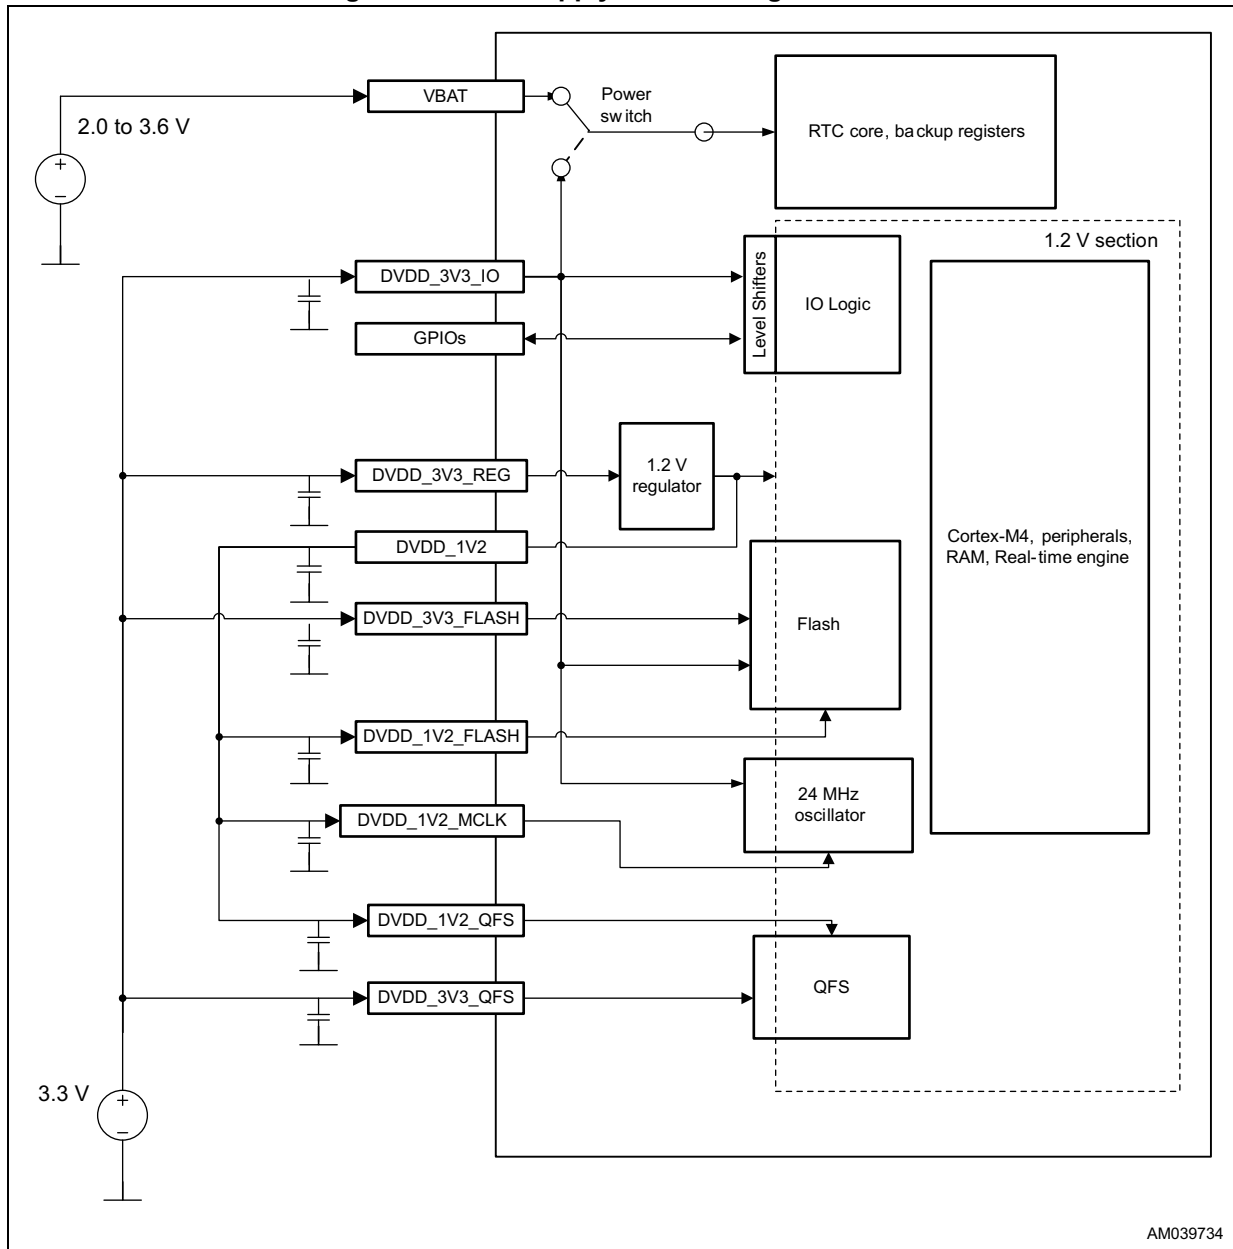 VBAT
Power
switch
RTC core, backup registers
2.0 to 3.6 V
+
–
1.2 V section
DVDD_3V3_IO
Level Shifters
IO Logic
GPIOs
DVDD_3V3_REG
1.2 V
regulator
DVDD_1V2
Cortex-M4, peripherals,
RAM, Real-time engine
DVDD_3V3_FLASH
Flash
DVDD_1V2_FLASH
24 MHz
oscillator
DVDD_1V2_MCLK
DVDD_1V2_QFS
QFS
DVDD_3V3_QFS
3.3 V
+
–
AM039734